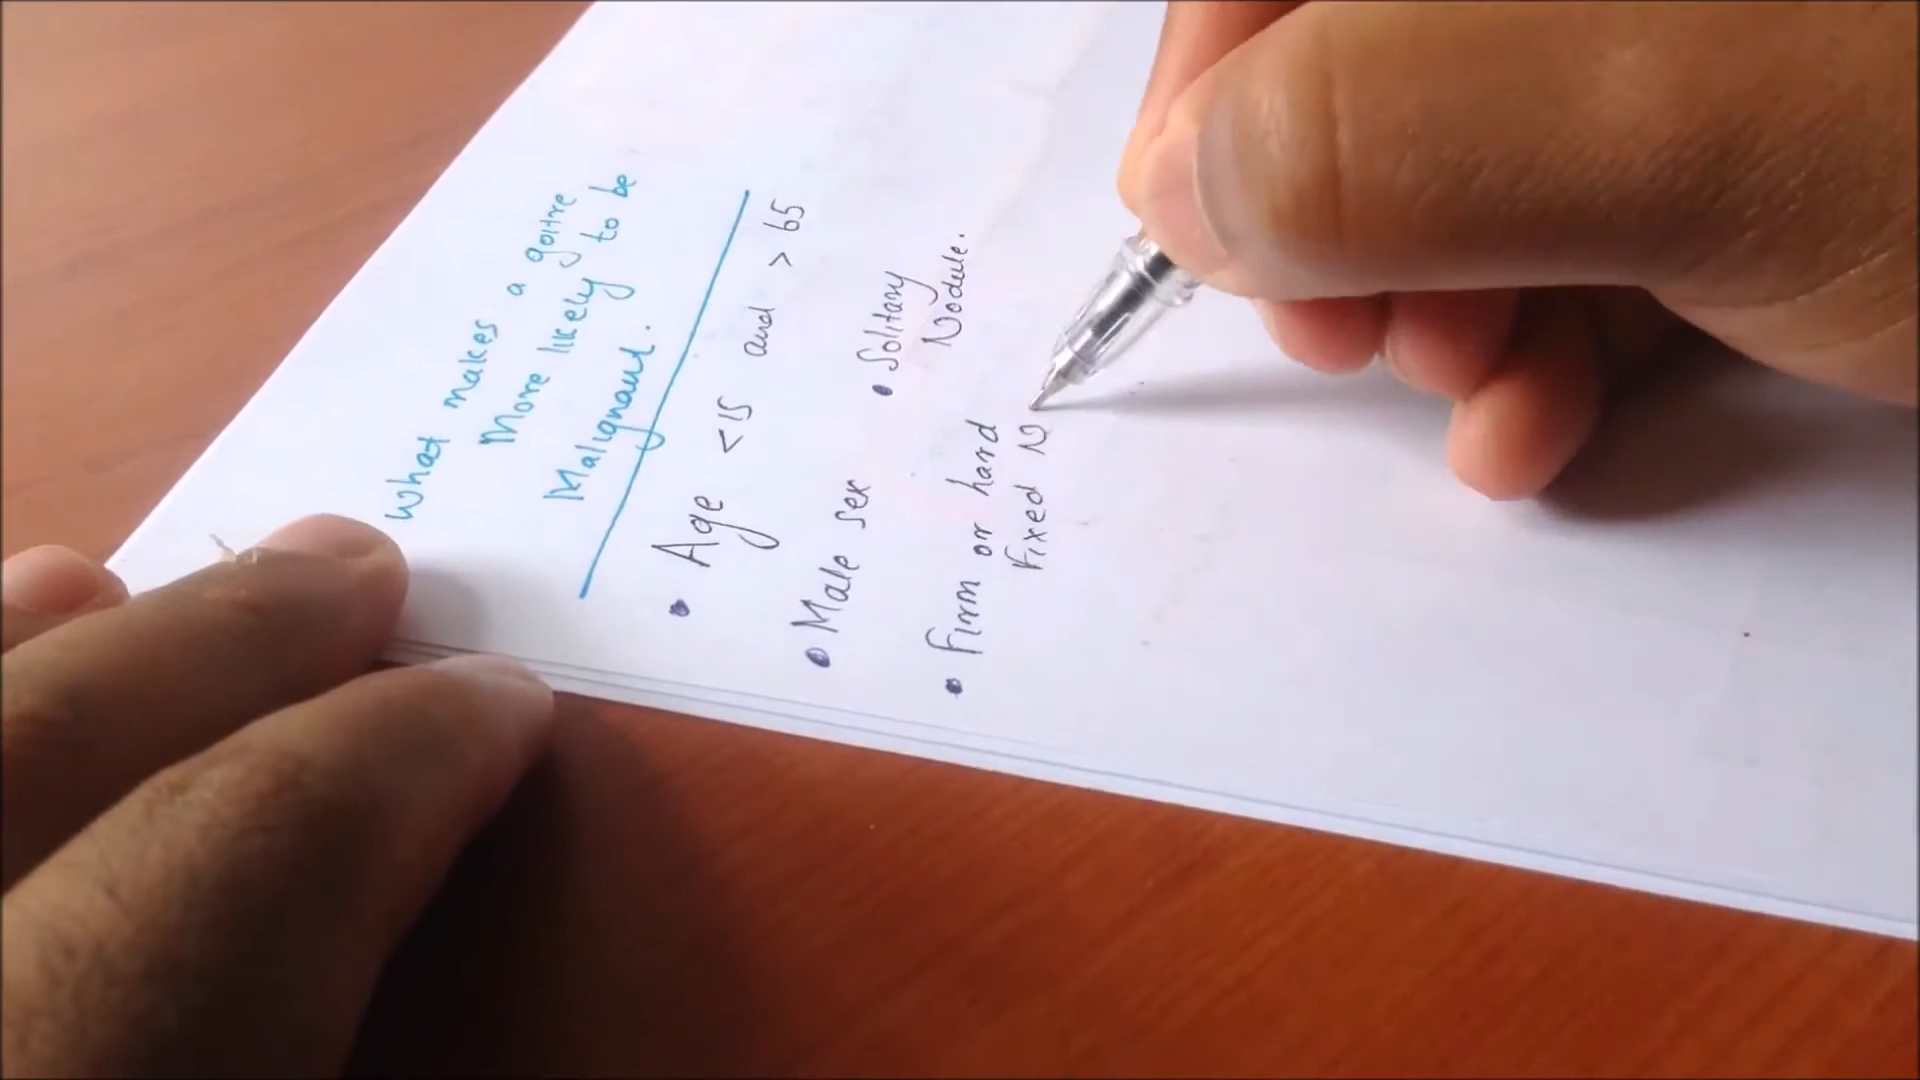 What makes a goitre
More likely to be
Malignant.
• Age <15 and > 65
• Male sex
• Solitary
Nodule.
• Firm or hard
Fixed N